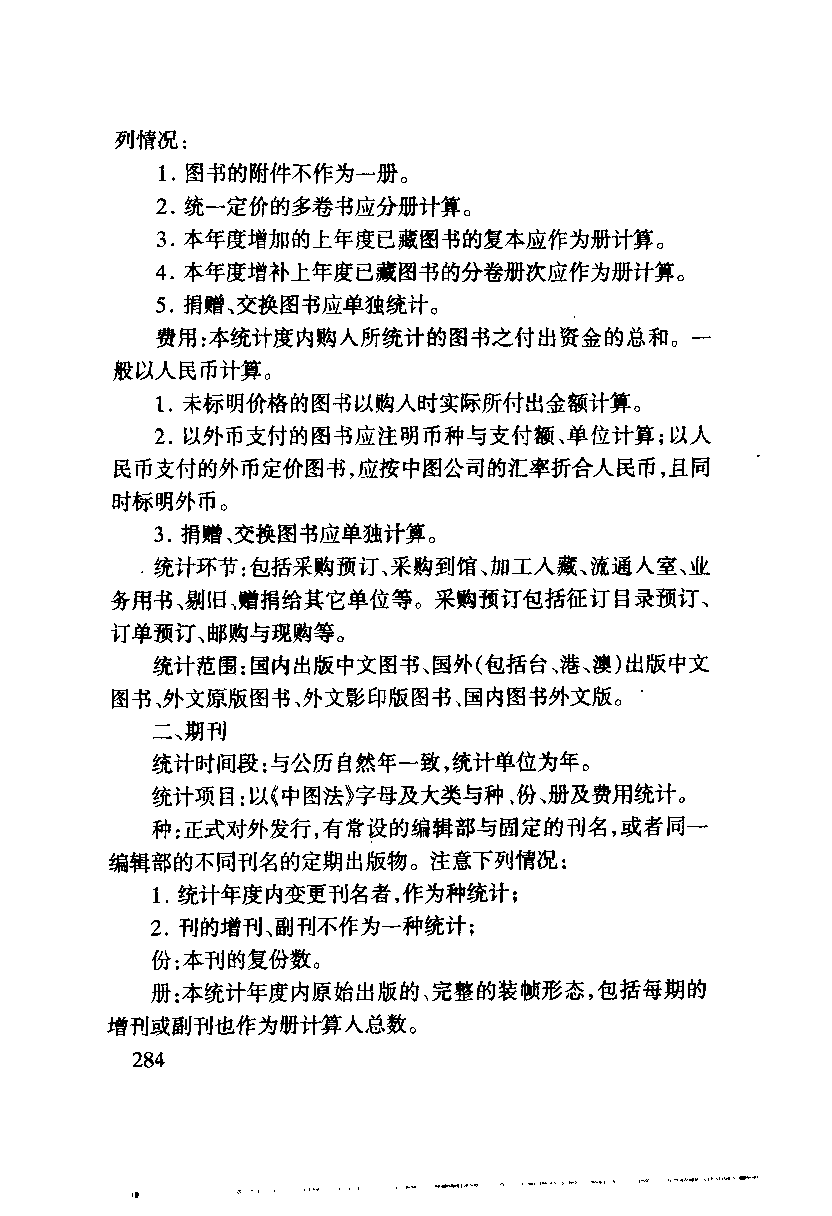 列情况：
1. 图书的附件不作为一册。
2. 统一定价的多卷书应分册计算。
3. 本年度增加的上年度已藏图书的复本应作为册计算。
4. 本年度增补上年度已藏图书的分卷册次应作为册计算。
5. 捐赠、交换图书应单独统计。
费用：本统计度内购入所统计的图书之付出资金的总和。一
般以人民币计算。
1. 未标明价格的图书以购入时实际所付出金额计算。
2. 以外币支付的图书应注明币种与支付额、单位计算；以人
民币支付的外币定价图书，应按中图公司的汇率折合人民币，且同
时标明外币。
3. 捐赠、交换图书应单独计算。
统计环节：包括采购预订、采购到馆、加工入藏、流通入室、业
务用书、剔旧、赠捐给其它单位等。采购预订包括征订目录预订、
订单预订、邮购与现购等。
统计范围：国内出版中文图书、国外（包括台、港、澳）出版中文
图书、外文原版图书、外文影印版图书、国内图书外文版。
二、期刊
统计时间段：与公历自然年一致，统计单位为年。
统计项目：以《中图法》字母及大类与种、份、册及费用统计。
种：正式对外发行，有常设的编辑部与固定的刊名，或者同一
编辑部的不同刊名的定期出版物。注意下列情况：
1. 统计年度内变更刊名者，作为种统计；
2. 刊的增刊、副刊不作为一种统计；
份：本刊的复份数。
册：本统计年度内原始出版的、完整的装帧形态，包括每期的
增刊或副刊也作为册计算入总数。
284